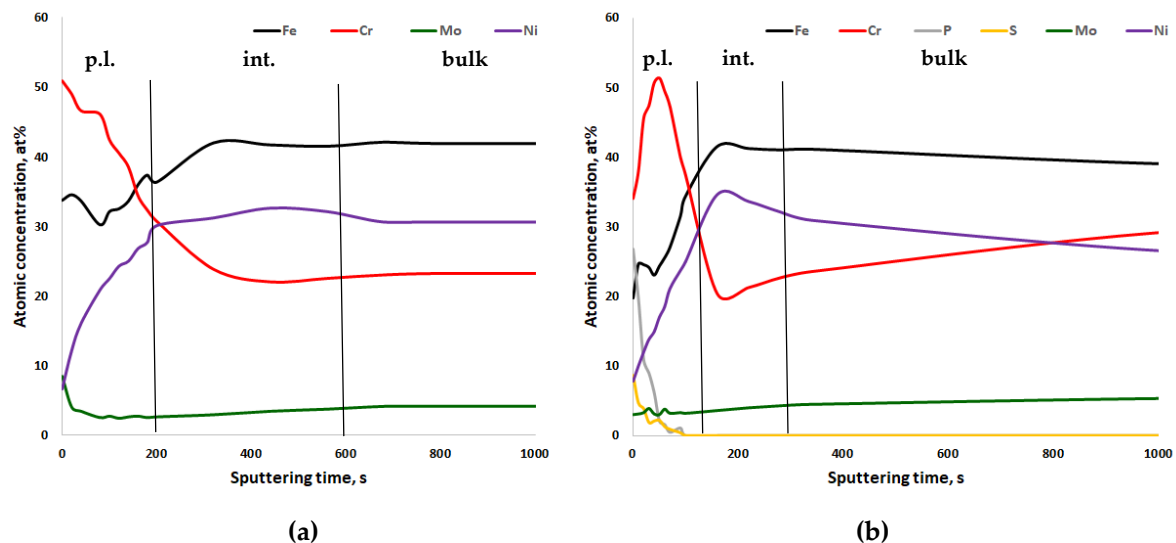 Fe Cr Mo Ni
p.l. int. bulk
60
50
40
30
20
10
0
Atomic concentration, at%
0 200 400 600 800 1000
Sputtering time, s
(a)
Fe Cr P S Mo Ni
p.l. int. bulk
60
50
40
30
20
10
0
Atomic concentration, at%
0 200 400 600 800 1000
Sputtering time, s
(b)